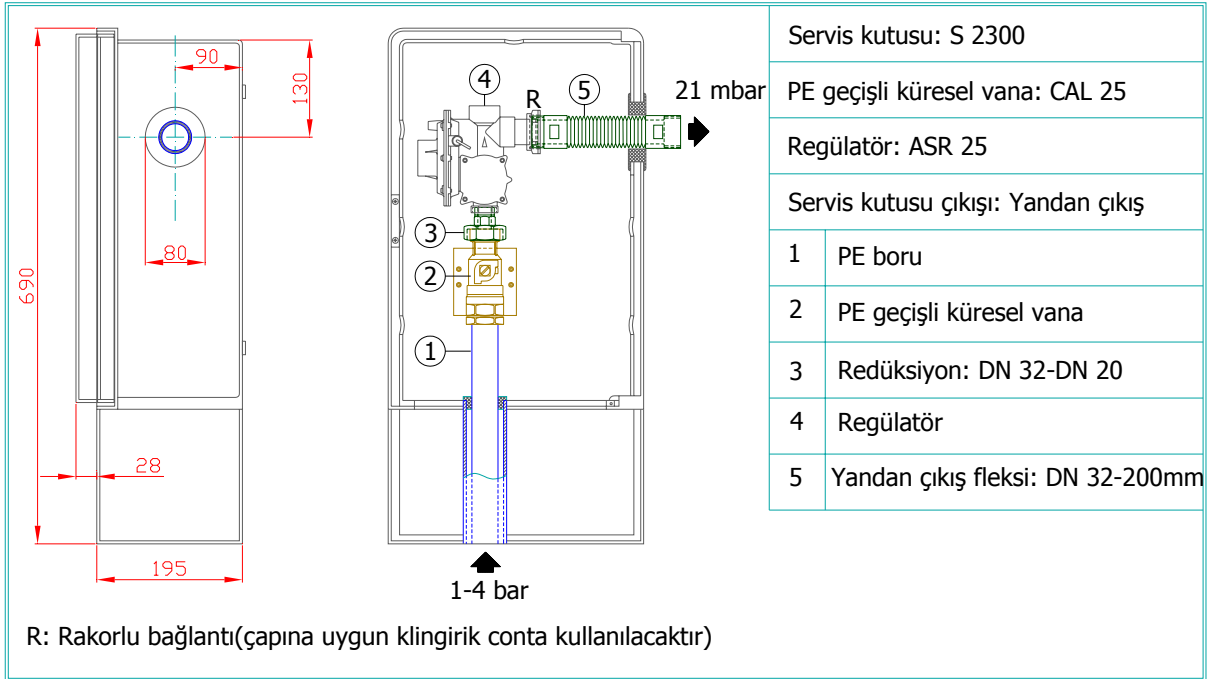 90
130
690
80
28
195
4
R
5
21 mbar
3
2
1
1-4 bar
Servis kutusu: S 2300
PE geçişli küresel vana: CAL 25
Regülatör: ASR 25
Servis kutusu çıkışı: Yandan çıkış
1 PE boru
2 PE geçişli küresel vana
3 Redüksiyon: DN 32-DN 20
4 Regülatör
5 Yandan çıkış fleksi: DN 32-200mm
R: Rakorlu bağlantı(çapına uygun klingirik conta kullanılacaktır)